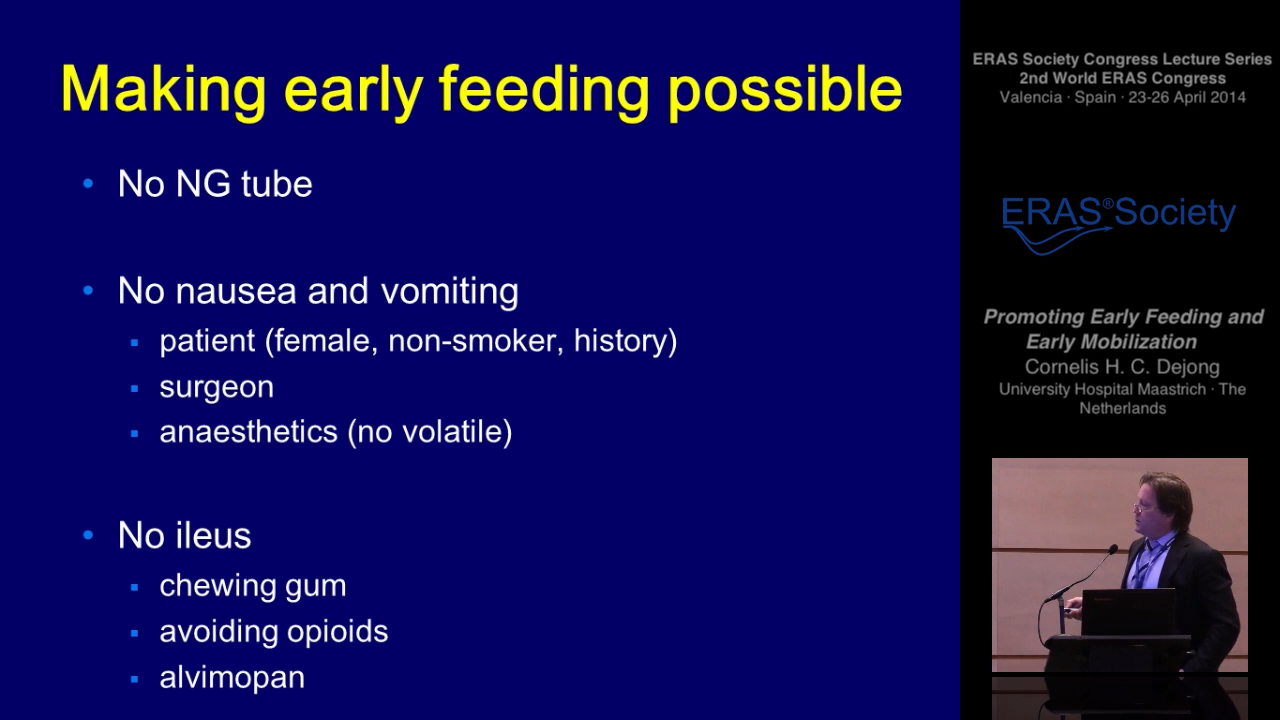 Making early feeding possible
• No NG tube
• No nausea and vomiting
▪ patient (female, non-smoker, history)
▪ surgeon
▪ anaesthetics (no volatile)
• No ileus
▪ chewing gum
▪ avoiding opioids
▪ alvimopan
ERAS Society Congress Lecture Series
2nd World ERAS Congress
Valencia · Spain · 23-26 April 2014
ERAS®Society
Promoting Early Feeding and
Early Mobilization
Cornelis H. C. Dejong
University Hospital Maastrich · The
Netherlands